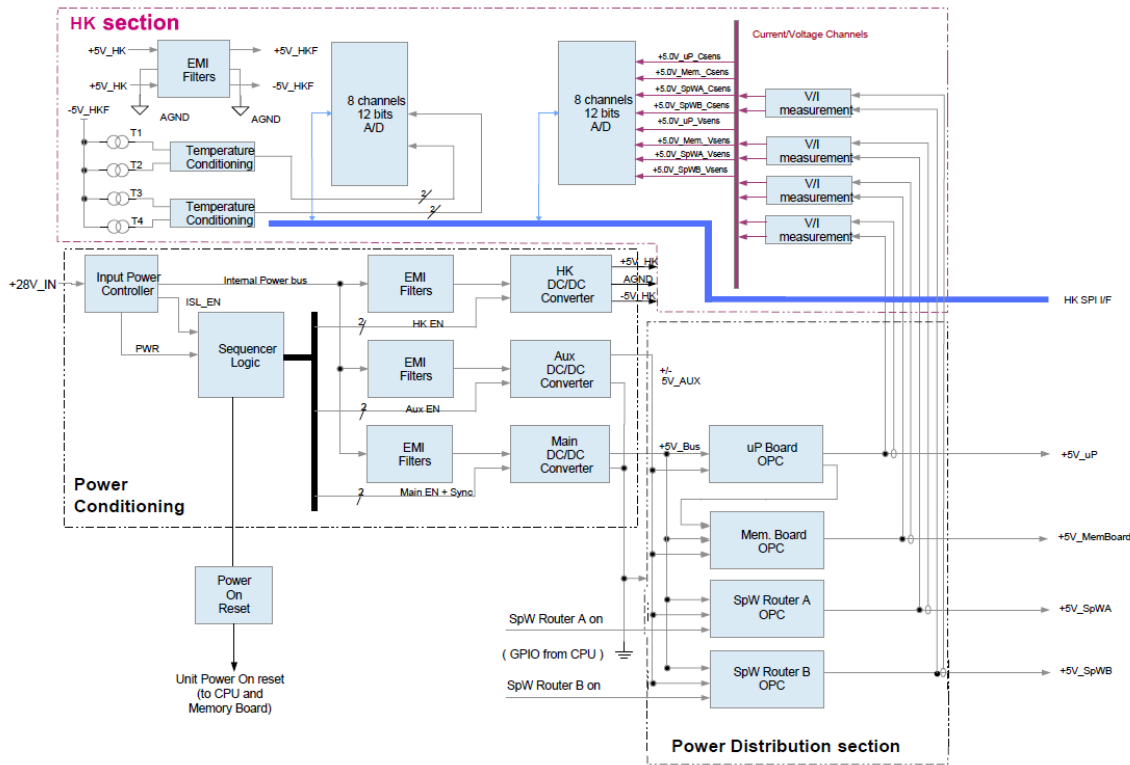 HK section
+5V_HK
EMI
Filters
+5V_HKF
+5V_HK
-5V_HKF
AGND
AGND
-5V_HKF
T1
T2
T3
T4
Temperature
Conditioning
Temperature
Conditioning
2
2
8 channels
12 bits
A/D
8 channels
12 bits
A/D
+5.0V_uP_Csens
+5.0V_Mem._Csens
+5.0V_SpWA_Csens
+5.0V_SpWB_Csens
+5.0V_uP_Vsens
+5.0V_Mem._Vsens
+5.0V_SpWA_Vsens
+5.0V_SpWB_Vsens
Current/Voltage Channels
V/I
measurement
V/I
measurement
V/I
measurement
V/I
measurement
HK SPI I/F
+28V_IN
Input Power
Controller
Internal Power bus
ISL_EN
PWR
Sequencer
Logic
EMI
Filters
HK
DC/DC
Converter
+5V_HK
AGND
-5V_HK
2
HK EN
EMI
Filters
Aux
DC/DC
Converter
2
Aux EN
EMI
Filters
Main
DC/DC
Converter
2
Main EN + Sync
Power
Conditioning
+/-
5V_AUX
+5V_Bus
uP Board
OPC
+5V_uP
Mem. Board
OPC
+5V_MemBoard
SpW Router A
OPC
+5V_SpWA
SpW Router B
OPC
+5V_SpWB
SpW Router A on
( GPIO from CPU )
SpW Router B on
Power
On
Reset
Unit Power On reset
(to CPU and
Memory Board)
Power Distribution section